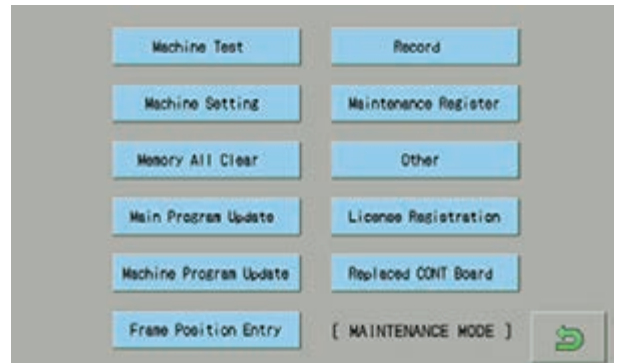 Machine Test
Record
Machine Setting
Maintenance Register
Memory All Clear
Other
Main Program Update
License Registration
Machine Program Update
Replaced CONT Board
Frame Position Entry
[ MAINTENANCE MODE ]